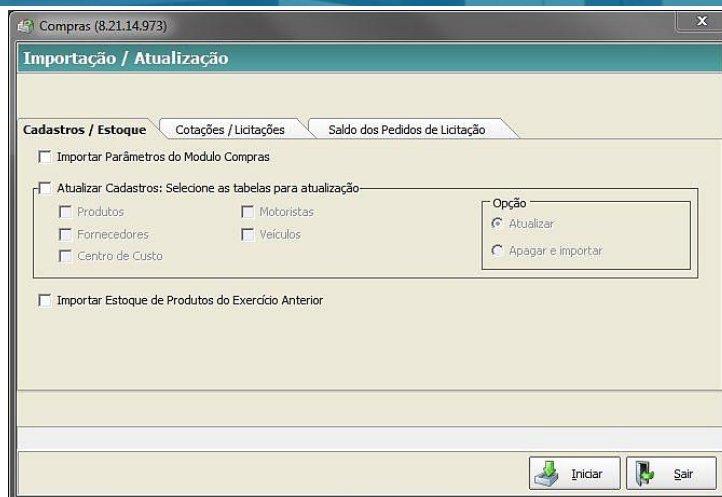 Compras (8.21.14.973)
X
Importação / Atualização
Cadastros / Estoque Cotações / Licitações Saldo dos Pedidos de Licitação
Importar Parâmetros do Modulo Compras
Atualizar Cadastros: Selecione as tabelas para atualização
Produtos Motoristas
Fornecedores Veículos
Centro de Custo
Opção
Atualizar
Apagar e importar
Importar Estoque de Produtos do Exercício Anterior
Iniciar Sair